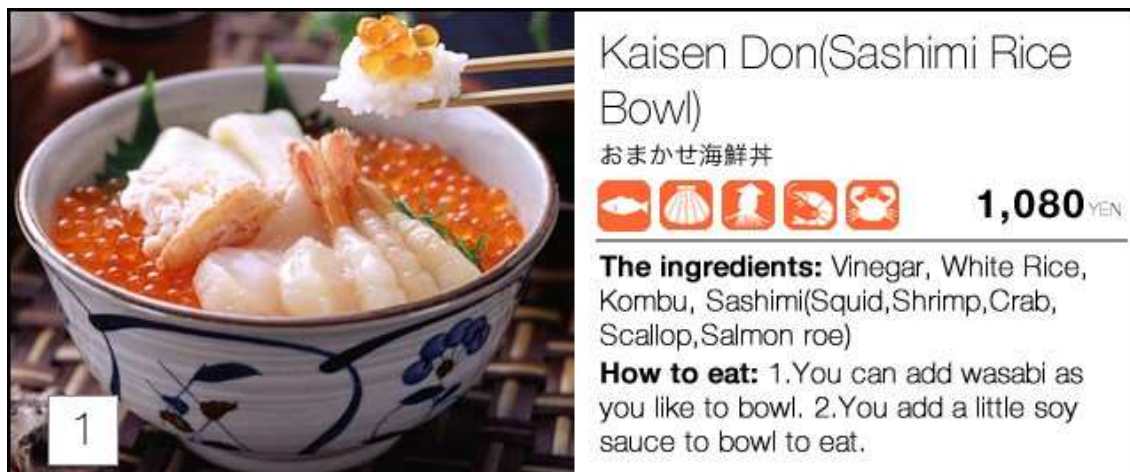 Kaisen Don(Sashimi Rice
Bowl)
おまかせ海鮮丼
1,080 YEN
The ingredients: Vinegar, White Rice,
Kombu, Sashimi(Squid,Shrimp,Crab,
Scallop,Salmon roe)
How to eat: 1.You can add wasabi as
you like to bowl. 2.You add a little soy
sauce to bowl to eat.
1